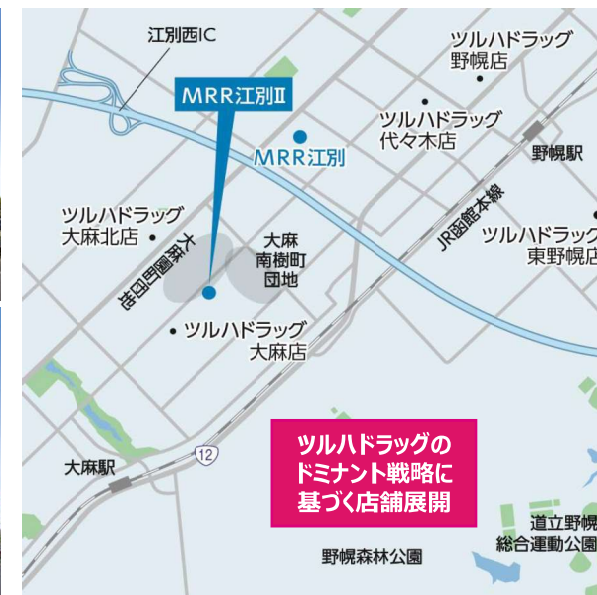 江別西IC
ツルハドラッグ
野幌店
MRR江別Ⅱ
ツルハドラッグ
代々木店
MRR江別
野幌駅
JR函館本線
ツルハドラッグ
大麻北店
大麻園町団地
大麻
南樹町
団地
ツルハドラッグ
東野幌店
ツルハドラッグ
大麻店
12
大麻駅
ツルハドラッグの
ドミナント戦略に
基づく店舗展開
道立野幌
総合運動公園
野幌森林公園